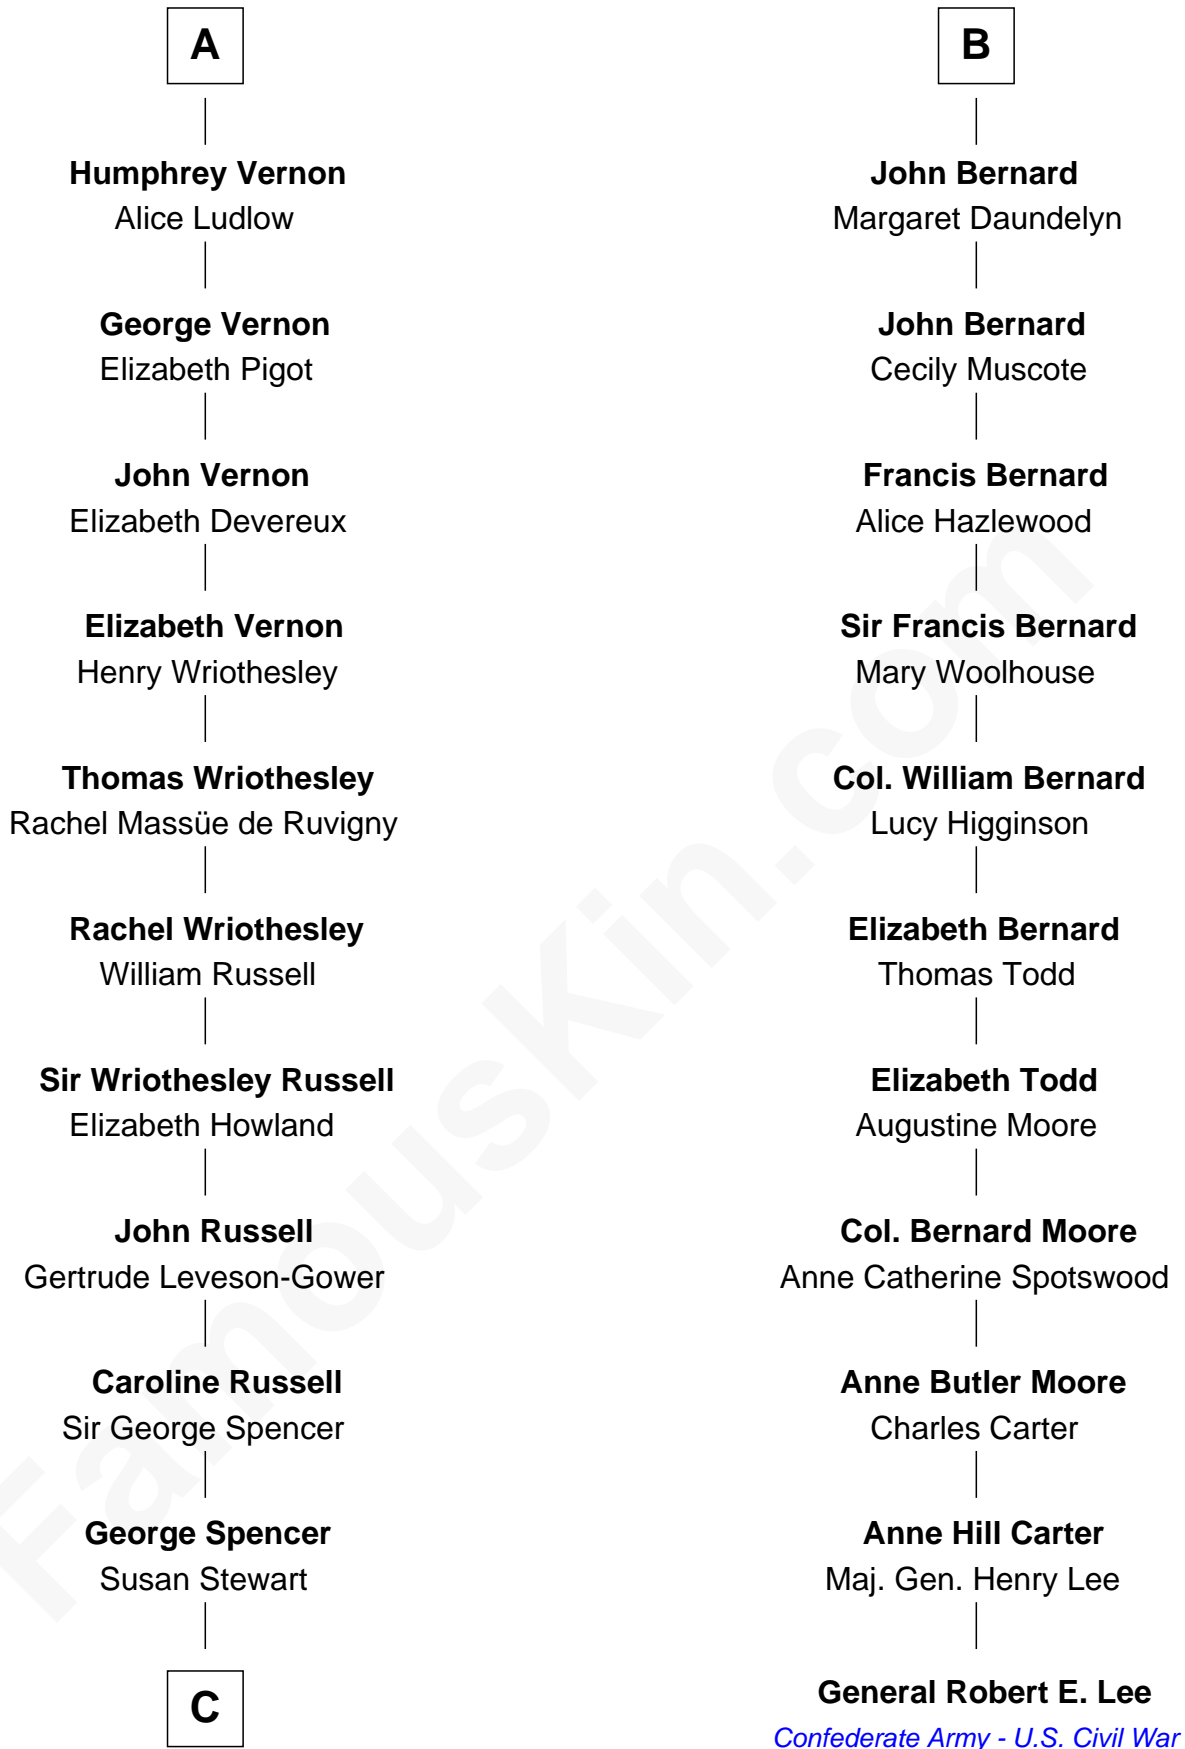 A
Humphrey Vernon
Alice Ludlow
George Vernon
Elizabeth Pigot
John Vernon
Elizabeth Devereux
Elizabeth Vernon
Henry Wriothesley
Thomas Wriothesley
Rachel Massüe de Ruvigny
Rachel Wriothesley
William Russell
Sir Wriothesley Russell
Elizabeth Howland
John Russell
Gertrude Leveson-Gower
Caroline Russell
Sir George Spencer
George Spencer
Susan Stewart
C
B
John Bernard
Margaret Daundelyn
John Bernard
Cecily Muscote
Francis Bernard
Alice Hazlewood
Sir Francis Bernard
Mary Woolhouse
Col. William Bernard
Lucy Higginson
Elizabeth Bernard
Thomas Todd
Elizabeth Todd
Augustine Moore
Col. Bernard Moore
Anne Catherine Spotswood
Anne Butler Moore
Charles Carter
Anne Hill Carter
Maj. Gen. Henry Lee
General Robert E. Lee
Confederate Army - U.S. Civil War
FamousKin.com